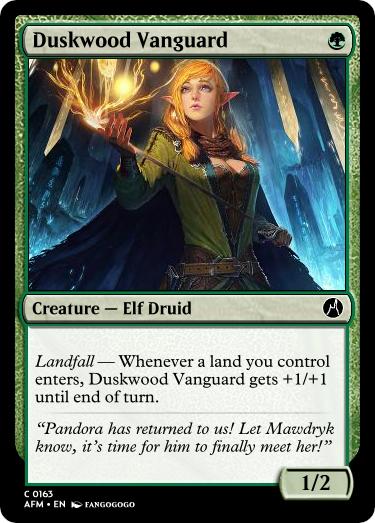 Duskwood Vanguard
Creature — Elf Druid
Landfall — Whenever a land you control
enters, Duskwood Vanguard gets +1/+1
until end of turn.
“Pandora has returned to us! Let Mawdryk
know, it's time for him to finally meet her!”
1/2
C 0163
AFM • EN FANGOGOGO